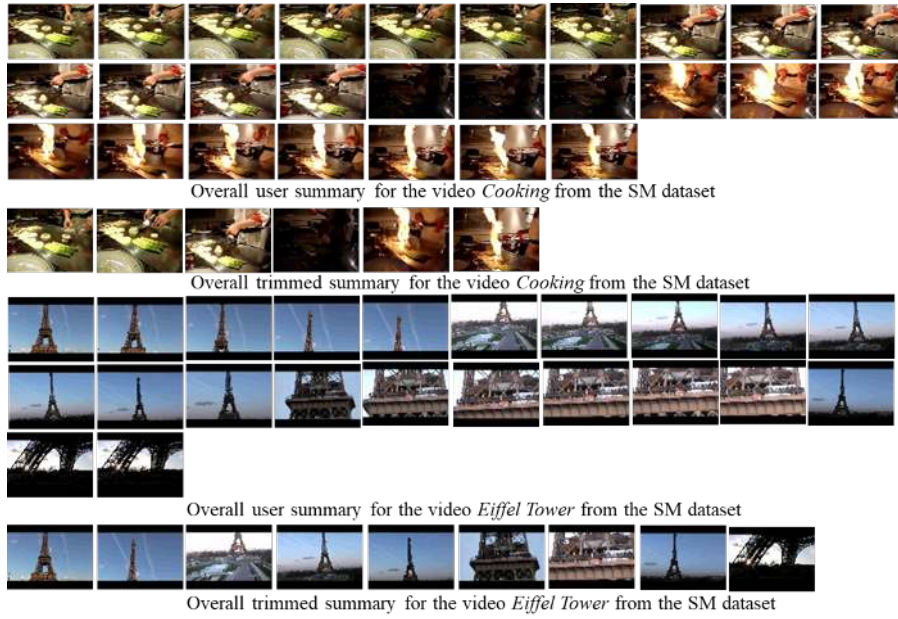 Overall user summary for the video Cooking from the SM dataset
Overall trimmed summary for the video Cooking from the SM dataset
Overall user summary for the video Eiffel Tower from the SM dataset
Overall trimmed summary for the video Eiffel Tower from the SM dataset